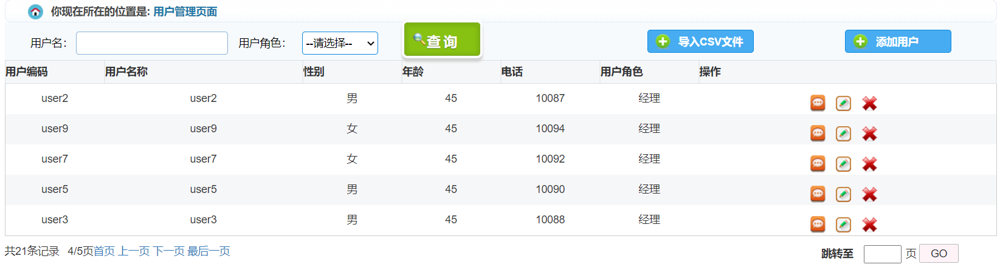 你现在所在的位置是: 用户管理页面
用户名： 用户角色： --请选择-- 查询 导入CSV文件 添加用户
用户编码 用户名称 性别 年龄 电话 用户角色 操作
user2 user2 男 45 10087 经理
user9 user9 女 45 10094 经理
user7 user7 女 45 10092 经理
user5 user5 男 45 10090 经理
user3 user3 男 45 10088 经理
共21条记录 4/5页首页 上一页 下一页 最后一页 跳转至 页 GO